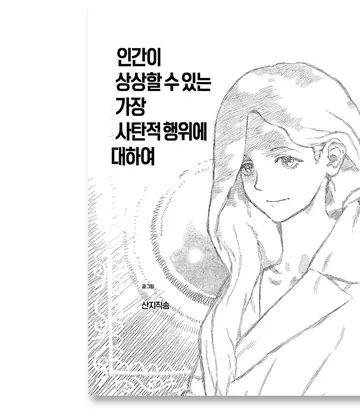 인간이
상상할 수 있는
가장
사탄적 행위에
대하여
글 그림
산지직송